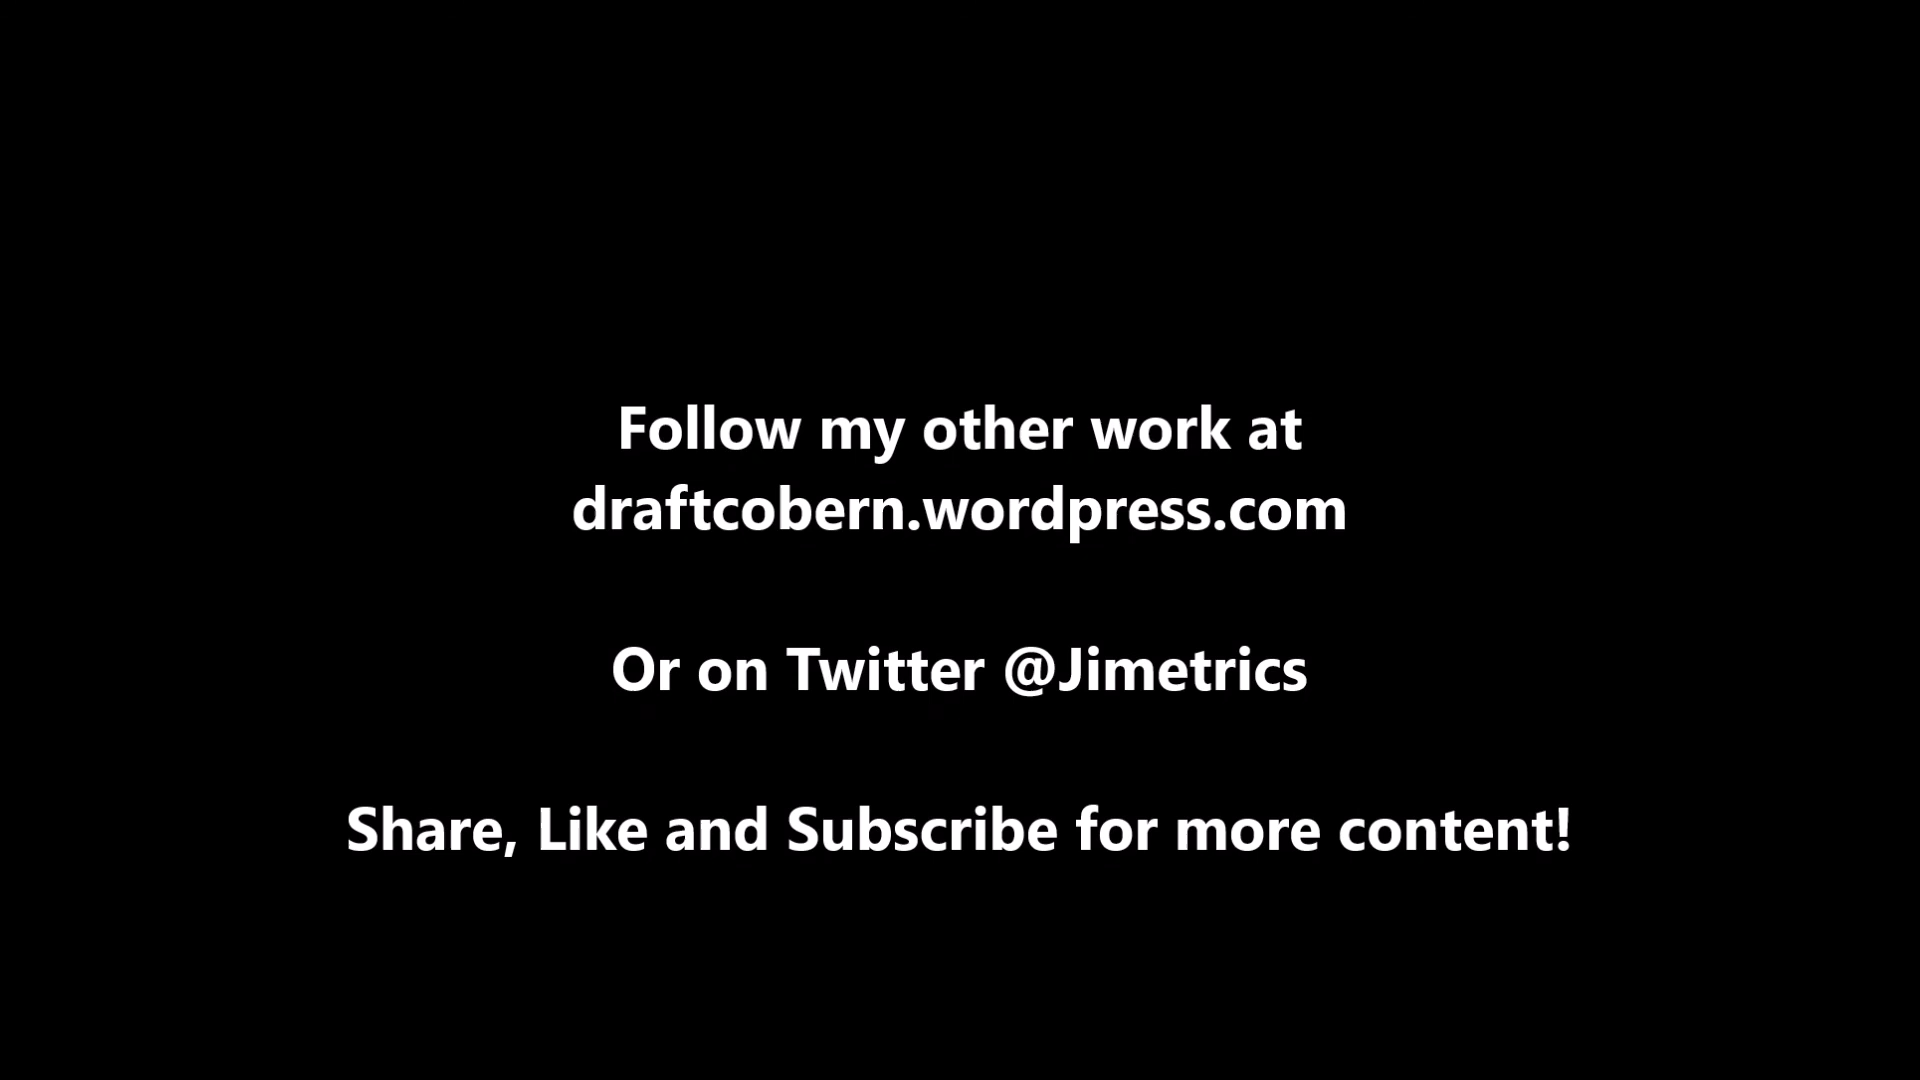 Follow my other work at
draftcobern.wordpress.com
Or on Twitter @Jimetrics
Share, Like and Subscribe for more content!